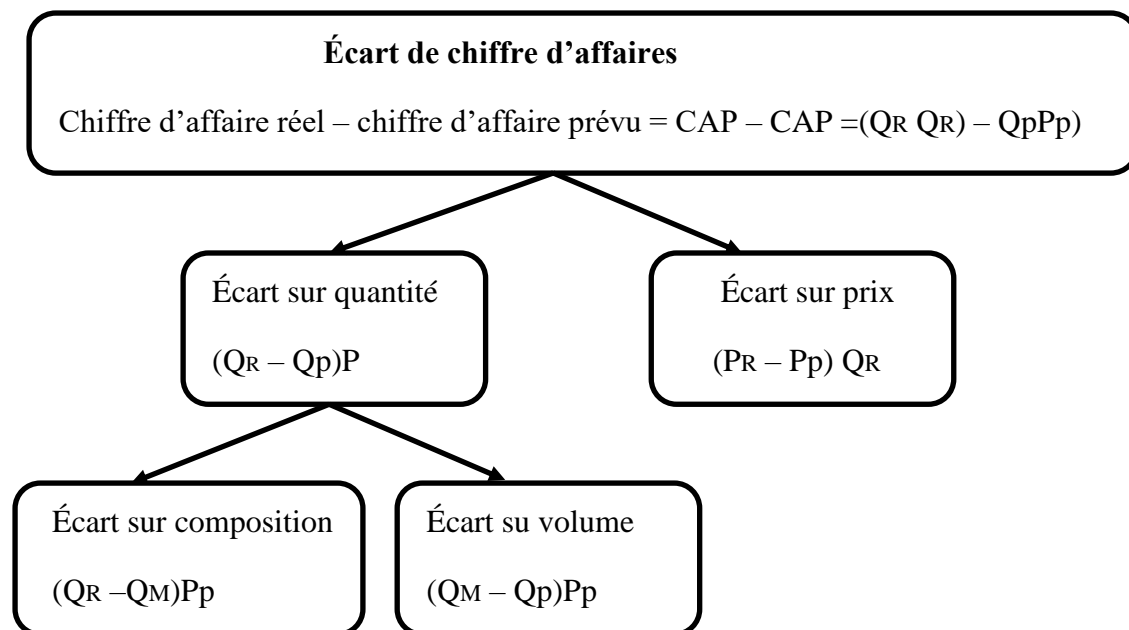 Écart de chiffre d’affaires
Chiffre d’affaire réel – chiffre d’affaire prévu = CAP – CAP =(QR QR) – QpPp)
Écart sur quantité
(QR – Qp)P
Écart sur prix
(PR – Pp) QR
Écart sur composition
(QR –QM)Pp
Écart su volume
(QM – Qp)Pp